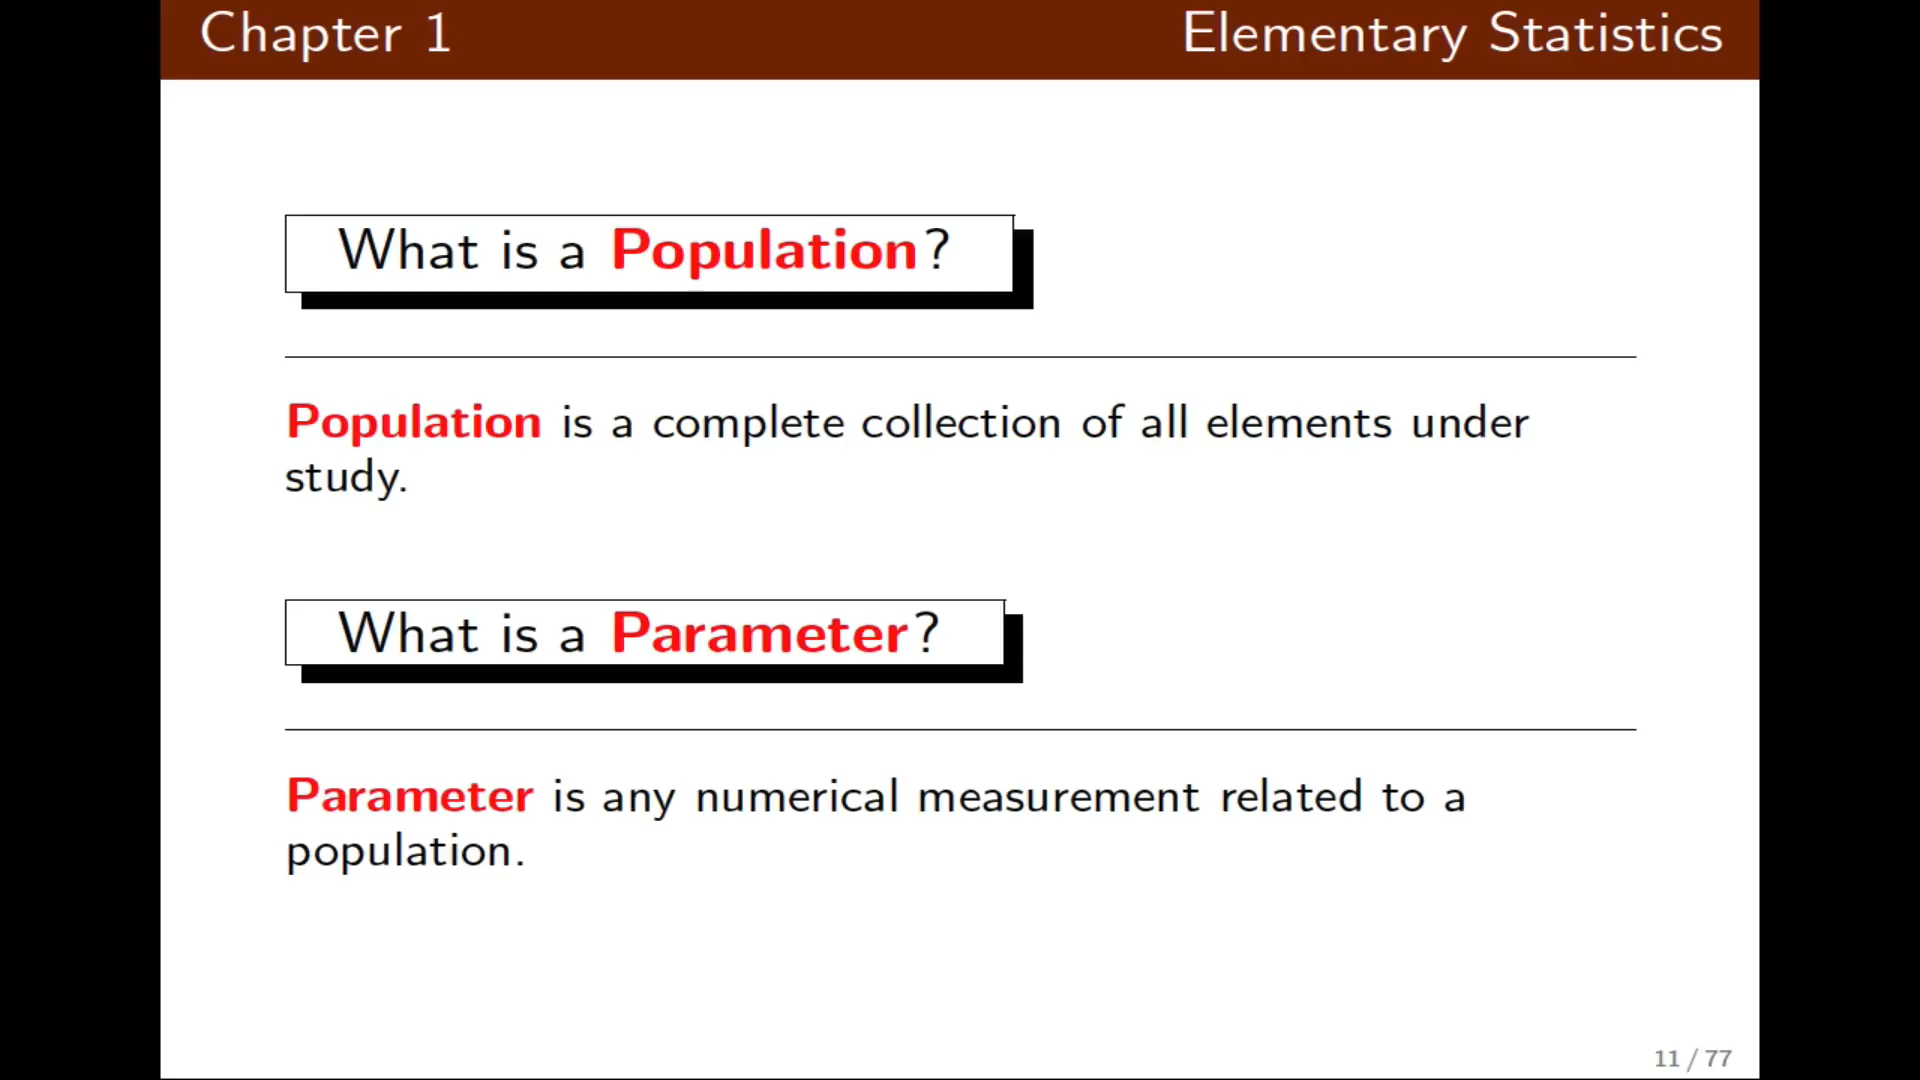 Chapter 1
Elementary Statistics
What is a Population?
Population is a complete collection of all elements under
study.
What is a Parameter?
Parameter is any numerical measurement related to a
population.
11 / 77